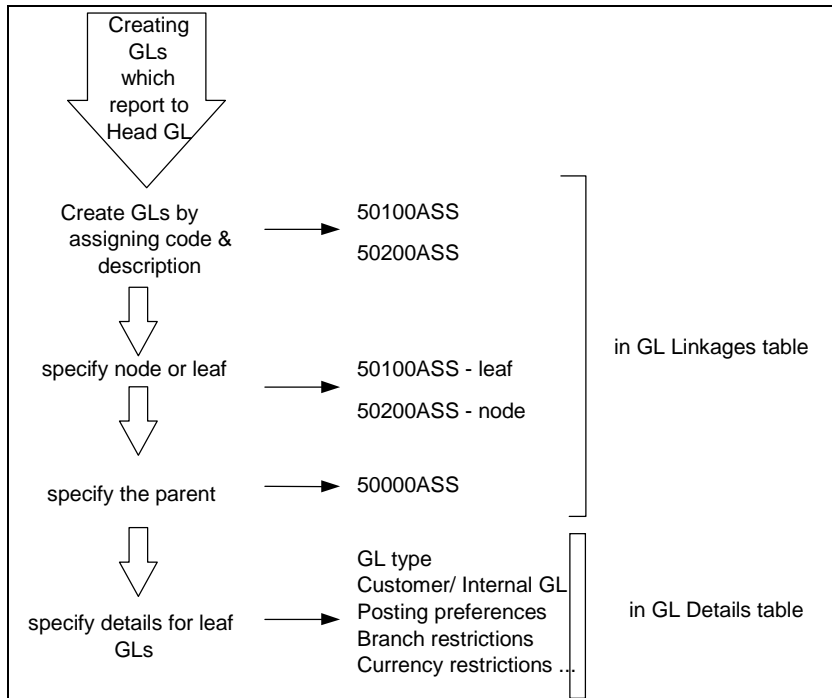 Creating
GLs
which
report to
Head GL
Create GLs by
assigning code &
description
50100ASS
50200ASS
specify node or leaf
50100ASS - leaf
50200ASS - node
in GL Linkages table
specify the parent
50000ASS
specify details for leaf
GLs
GL type
Customer/ Internal GL
Posting preferences
Branch restrictions
Currency restrictions ...
in GL Details table